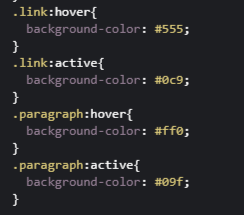 .link:hover{
  background-color: #555;
}
.link:active{
  background-color: #0c9;
}
.paragraph:hover{
  background-color: #ff0;
}
.paragraph:active{
  background-color: #09f;
}